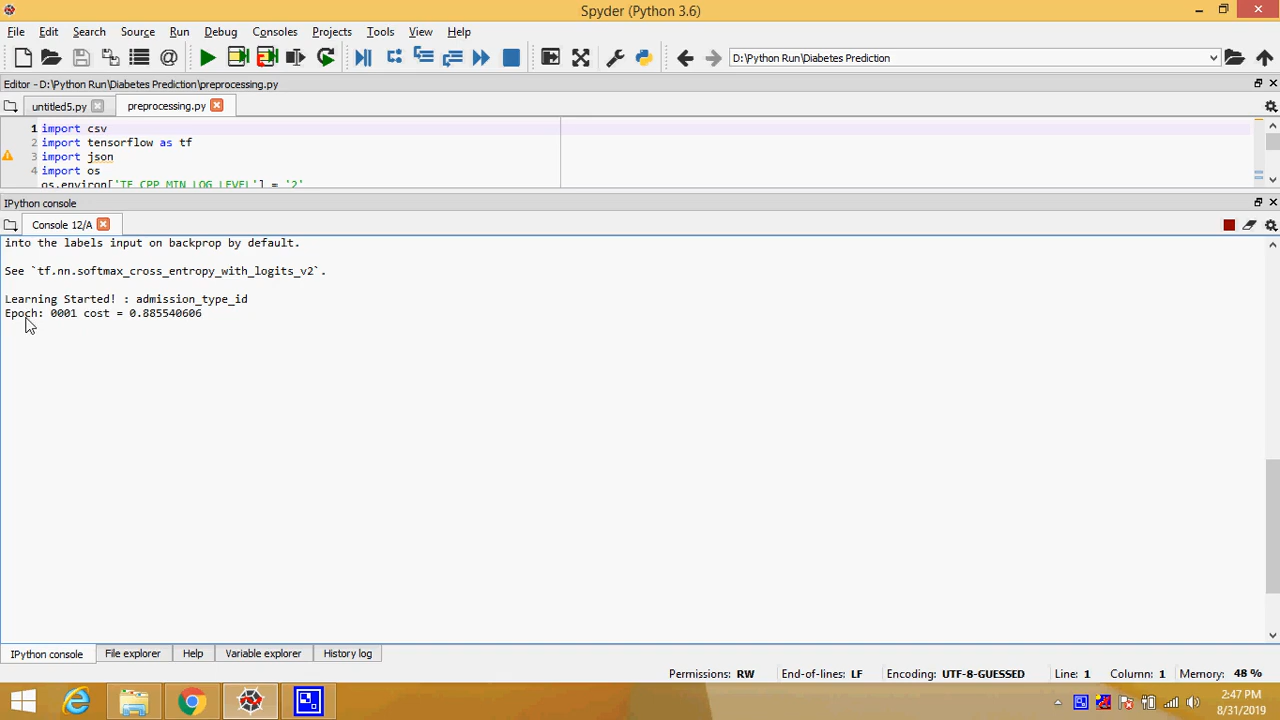 Spyder (Python 3.6)
File Edit Search Source Run Debug Consoles Projects Tools View Help
D:\Python Run\Diabetes Prediction
Editor - D:\Python Run\Diabetes Prediction\preprocessing.py
untitled5.py preprocessing.py
1 import csv
2 import tensorflow as tf
3 import json
4 import os
os.environ['TF_CPP_MIN_LOG_LEVEL'] = '2'
IPython console
Console 12/A
into the labels input on backprop by default.
See `tf.nn.softmax_cross_entropy_with_logits_v2`.
Learning Started! : admission_type_id
Epoch: 0001 cost = 0.885540606
IPython console File explorer Help Variable explorer History log
Permissions: RW End-of-lines: LF Encoding: UTF-8-GUESSED Line: 1 Column: 1 Memory: 48 %
2:47 PM
8/31/2019